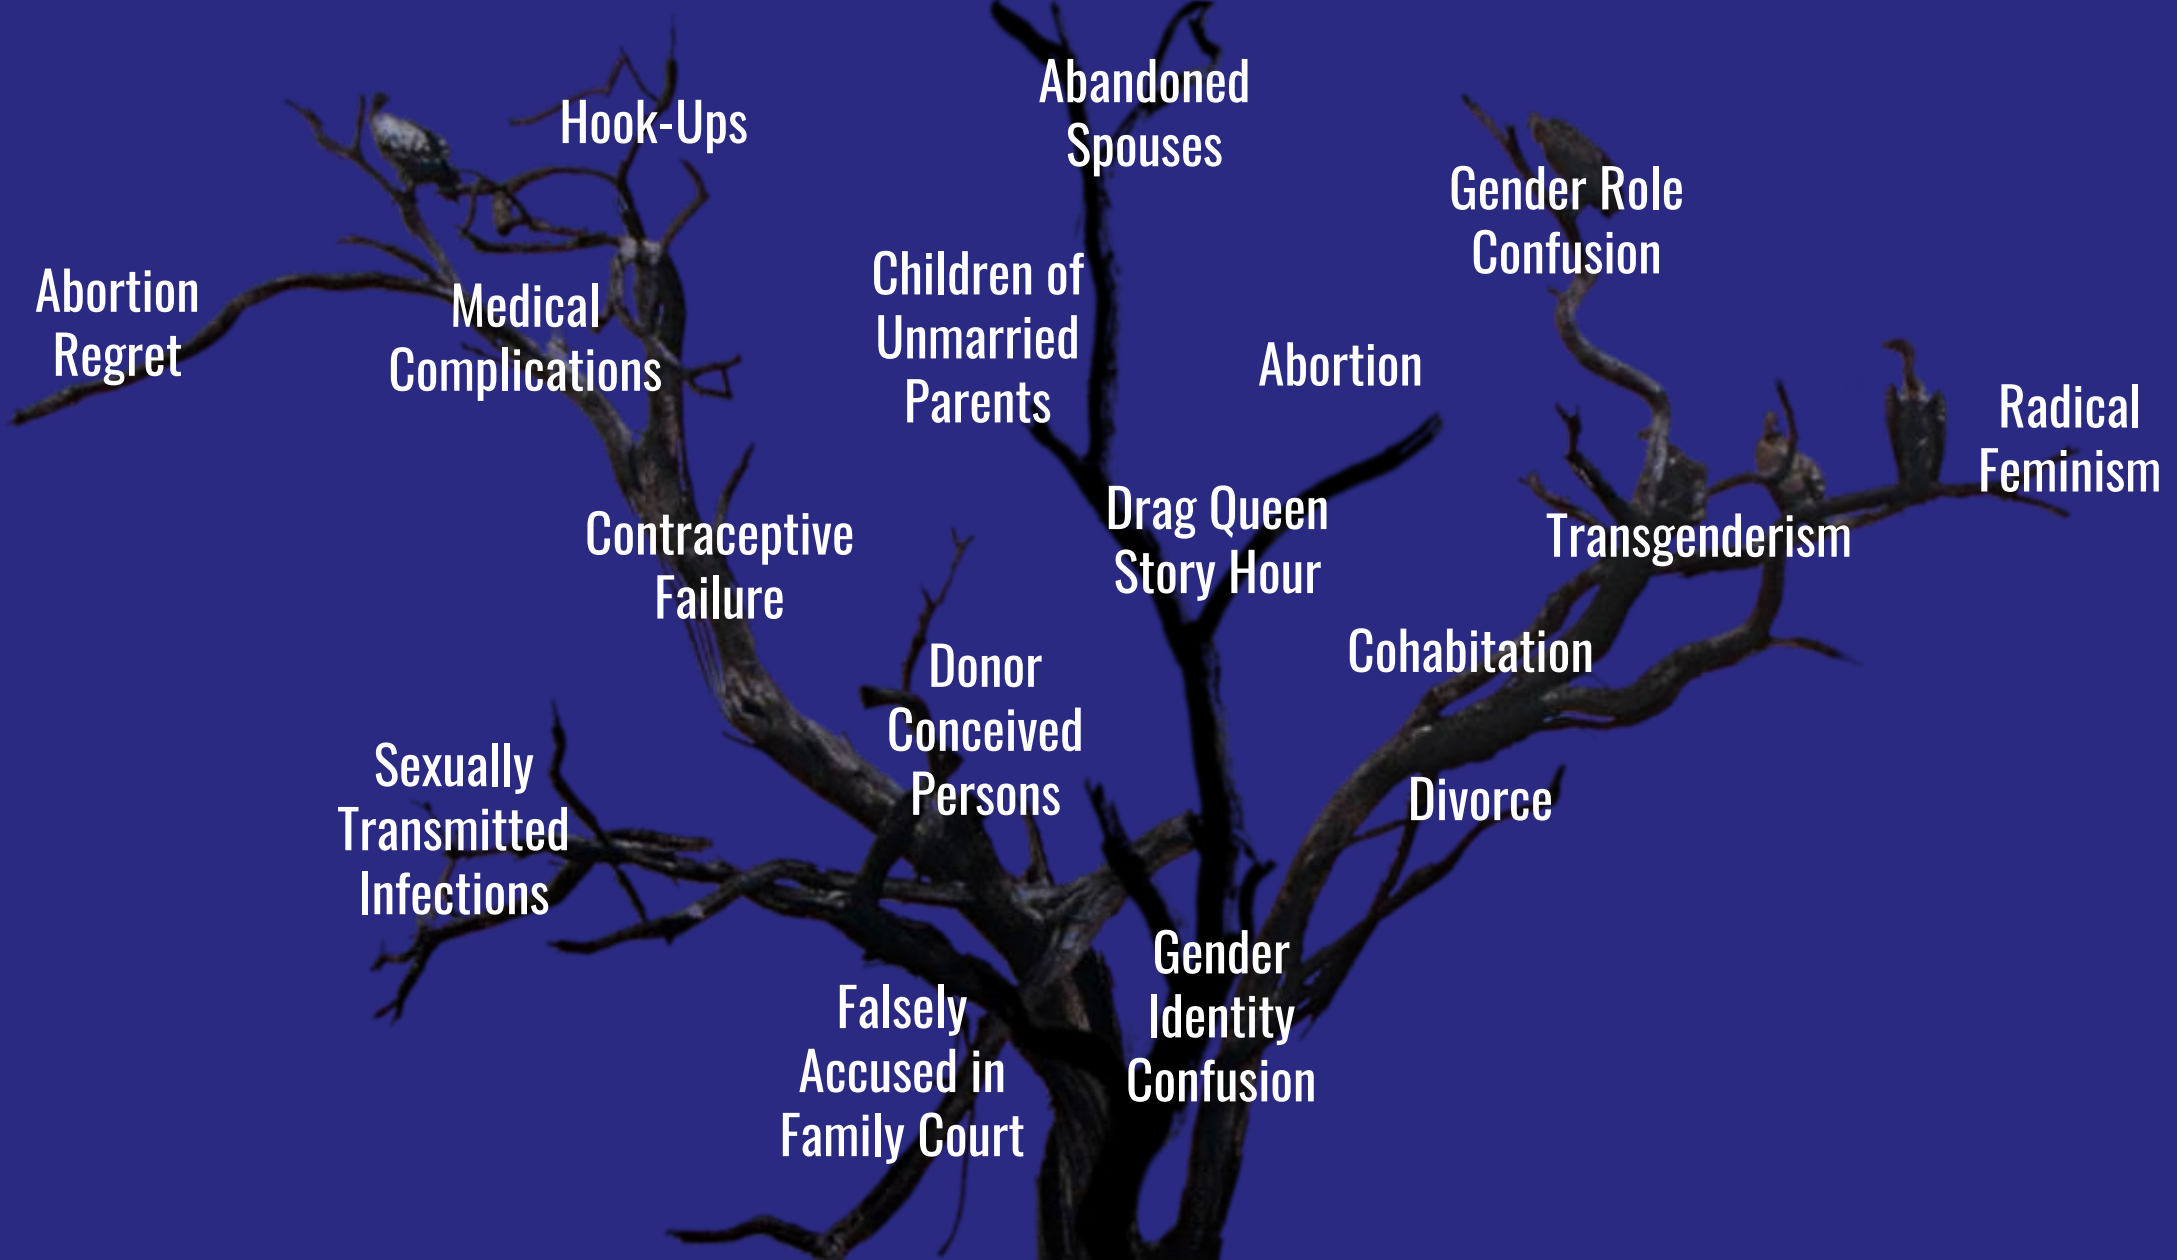 Hook-Ups
Abandoned
Spouses
Gender Role
Confusion
Abortion
Regret
Medical
Complications
Children of
Unmarried
Parents
Abortion
Radical
Feminism
Contraceptive
Failure
Drag Queen
Story Hour
Transgenderism
Donor
Conceived
Persons
Cohabitation
Sexually
Transmitted
Infections
Divorce
Falsely
Accused in
Family Court
Gender
Identity
Confusion